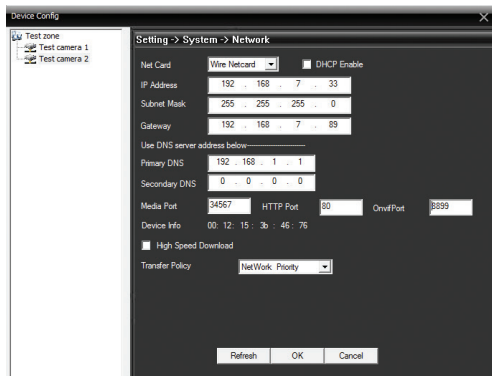 Device Config
Test zone
Test camera 1
Test camera 2
Setting -> System -> Network
Net Card Wire Netcard DHCP Enable
IP Address 192 . 168 . 7 . 33
Subnet Mask 255 . 255 . 255 . 0
Gateway 192 . 168 . 7 . 89
Use DNS server address below--------------------
Primary DNS 192 . 168 . 1 . 1
Secondary DNS 0 . 0 . 0 . 0
Media Port 34567 HTTP Port 80 OnvifPort 8899
Device Info 00: 12: 15: 3b: 46: 76
High Speed Download
Transfer Policy NetWork Priority
Refresh OK Cancel